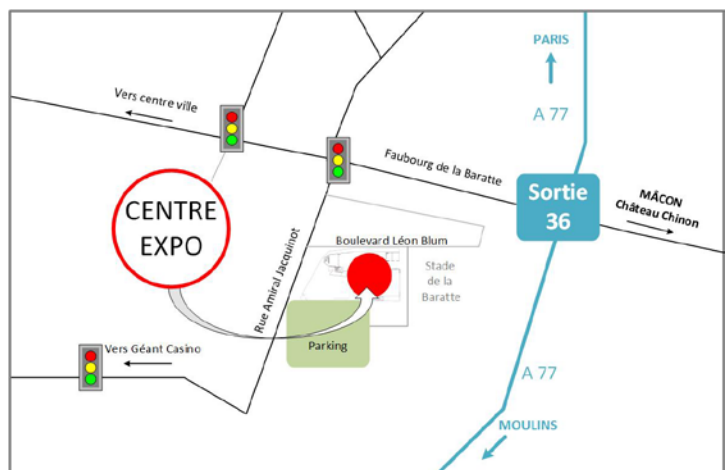 PARIS
Vers centre ville
A 77
Faubourg de la Baratte
Sortie
36
MÂCON
Château Chinon
CENTRE
EXPO
Rue Amiral Jacquinot
Boulevard Léon Blum
Stade
de la
Baratte
Parking
Vers Géant Casino
A 77
MOULINS